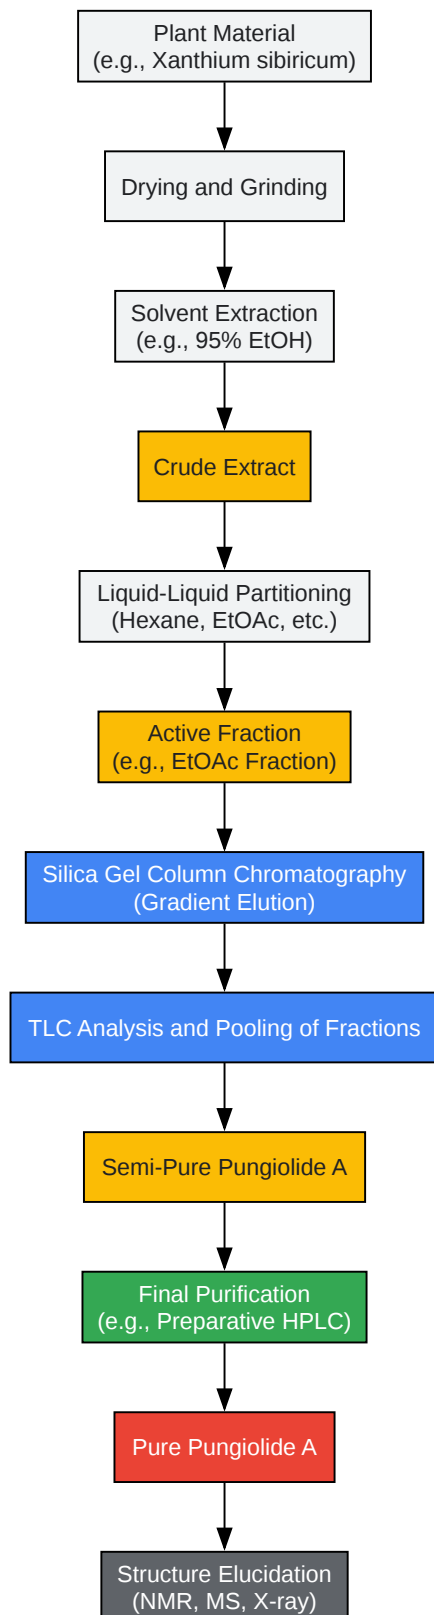 Plant Material
(e.g., Xanthium sibiricum)
Drying and Grinding
Solvent Extraction
(e.g., 95% EtOH)
Crude Extract
Liquid-Liquid Partitioning
(Hexane, EtOAc, etc.)
Active Fraction
(e.g., EtOAc Fraction)
Silica Gel Column Chromatography
(Gradient Elution)
TLC Analysis and Pooling of Fractions
Semi-Pure Pungiolide A
Final Purification
(e.g., Preparative HPLC)
Pure Pungiolide A
Structure Elucidation
(NMR, MS, X-ray)